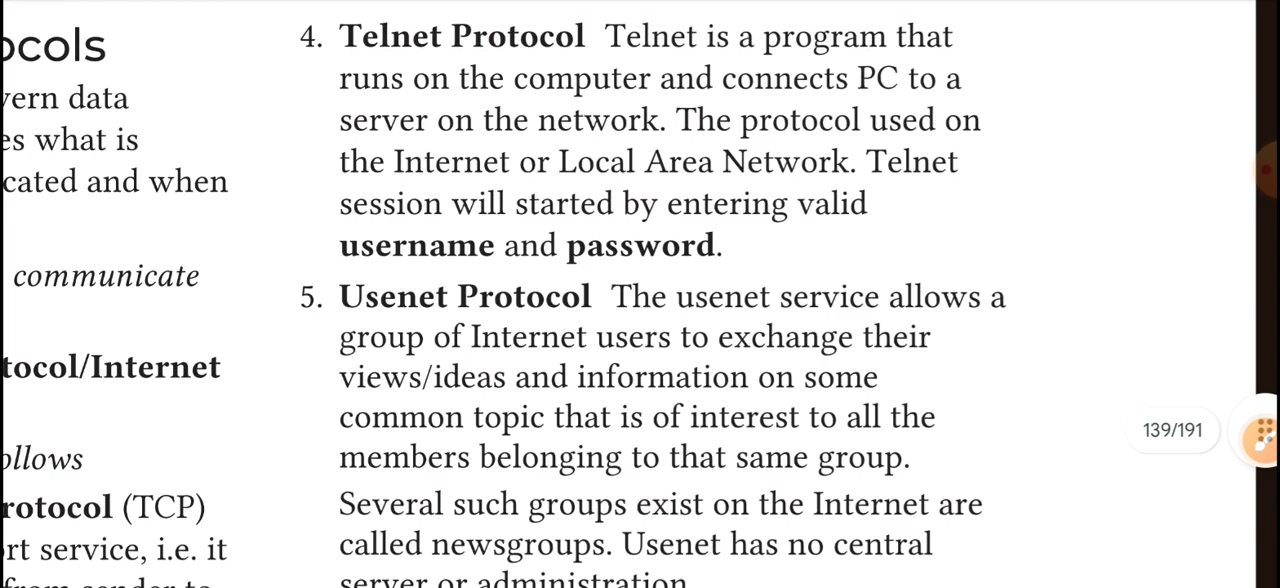 ocols
vern data
es what is
cated and when
communicate
tocol/Internet
ollows
rotocol (TCP)
rt service, i.e. it
from sender to
4. Telnet Protocol Telnet is a program that
runs on the computer and connects PC to a
server on the network. The protocol used on
the Internet or Local Area Network. Telnet
session will started by entering valid
username and password.
5. Usenet Protocol The usenet service allows a
group of Internet users to exchange their
views/ideas and information on some
common topic that is of interest to all the
members belonging to that same group.
Several such groups exist on the Internet are
called newsgroups. Usenet has no central
server or administration
139/191